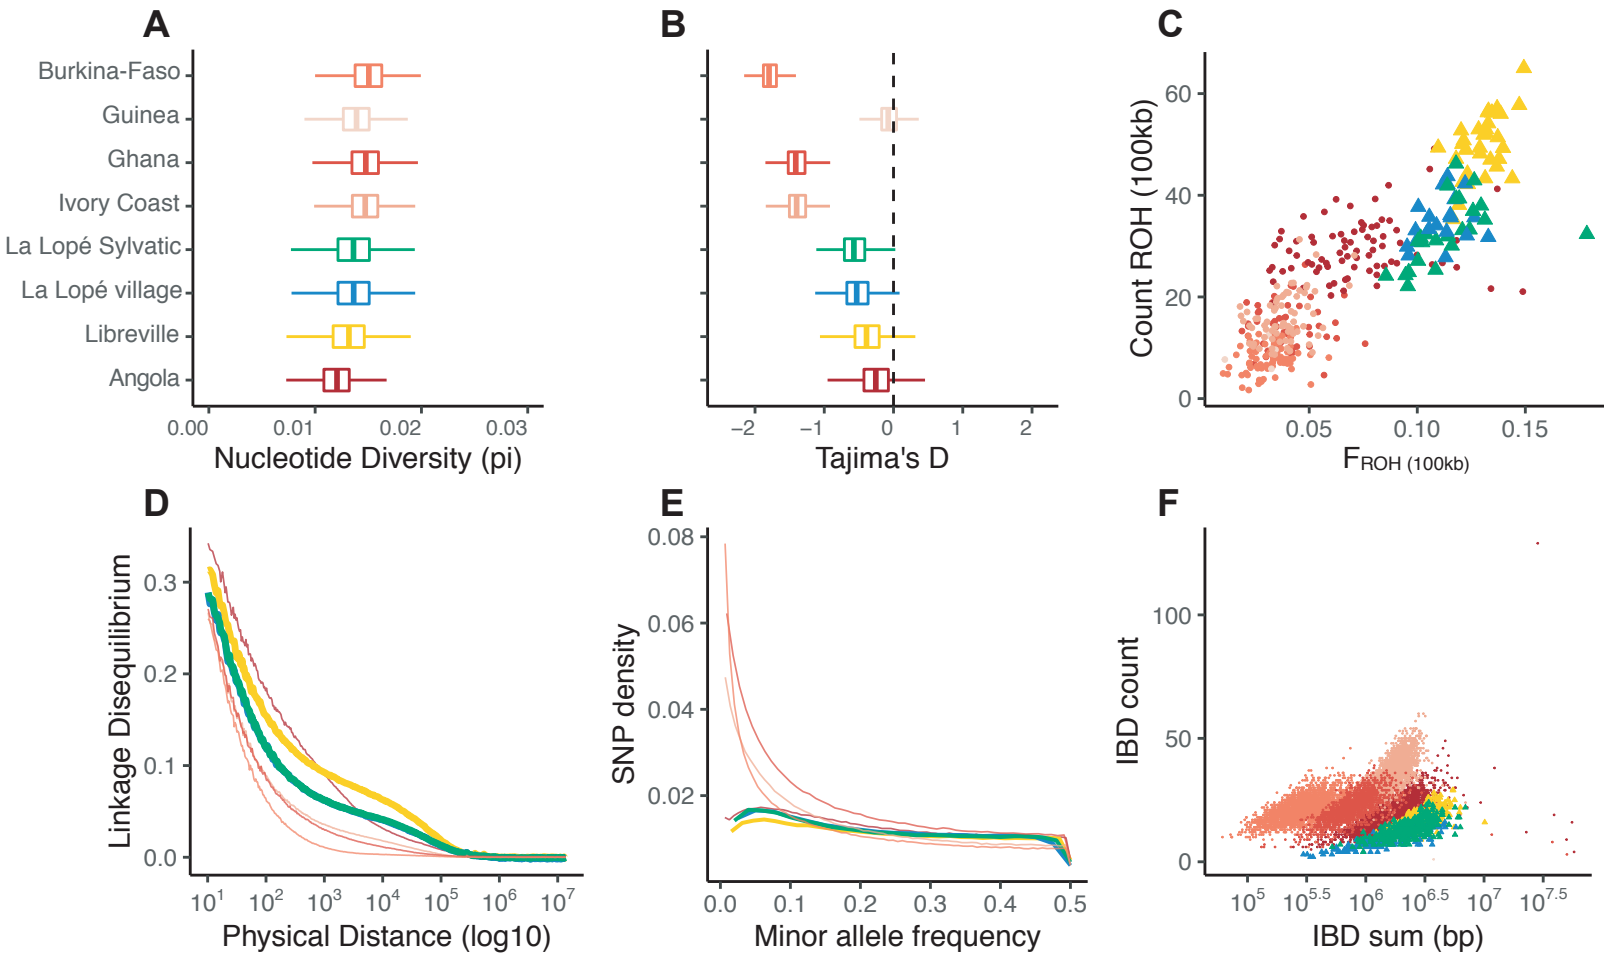 A
Burkina-Faso
Guinea
Ghana
Ivory Coast
La Lopé Sylvatic
La Lopé village
Libreville
Angola
0.00 0.01 0.02 0.03
Nucleotide Diversity (pi)
B
−2 −1 0 1 2
Tajima's D
C
Count ROH (100kb)
60
40
20
0
0.05 0.10 0.15
FROH (100kb)
D
Linkage Disequilibrium
0.3
0.2
0.1
0.0
10^1 10^2 10^3 10^4 10^5 10^6 10^7
Physical Distance (log10)
E
SNP density
0.08
0.06
0.04
0.02
0.0 0.1 0.2 0.3 0.4 0.5
Minor allele frequency
F
IBD count
100
50
0
10^5 10^5.5 10^6 10^6.5 10^7 10^7.5
IBD sum (bp)